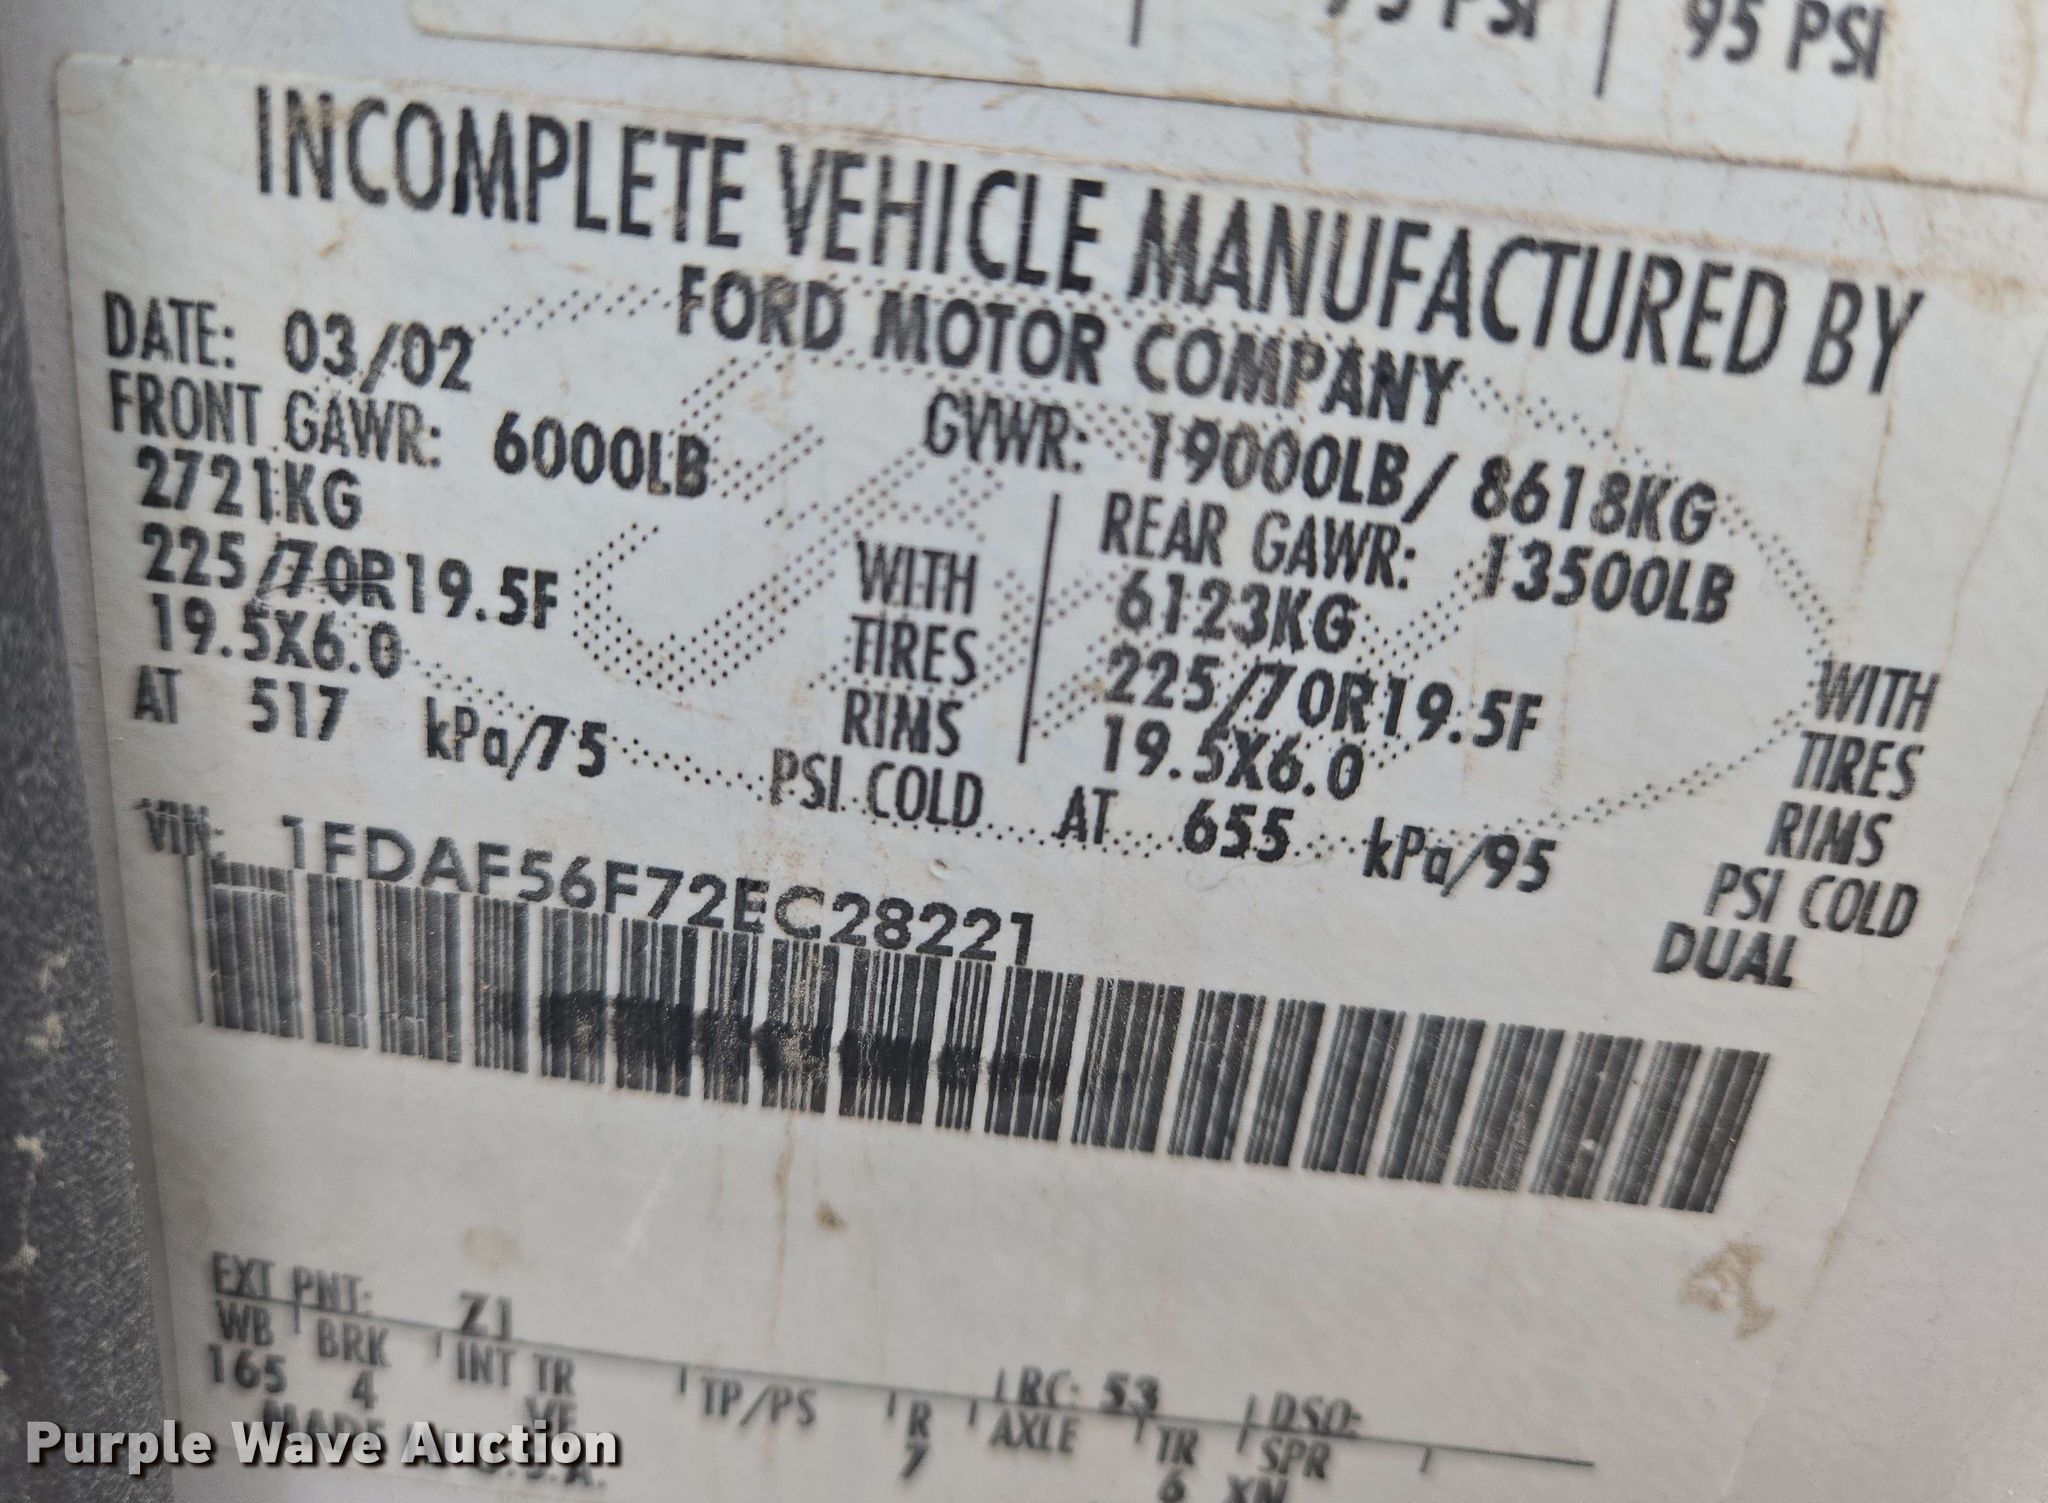 95 PSI
INCOMPLETE VEHICLE MANUFACTURED BY
FORD MOTOR COMPANY
DATE: 03/02 GVWR: 19000LB/ 8618KG
FRONT GAWR: 6000LB REAR GAWR: 13500LB
2721KG WITH 6123KG WITH
225/70R19.5F TIRES 225/70R19.5F TIRES
19.5X6.0 RIMS 19.5X6.0 RIMS
AT 517 kPa/75 PSI COLD AT 655 kPa/95 PSI COLD
DUAL
VIN: 1FDAF56F72EC28221
EXT PNT: Z1 RC: 53 DSO:
WB BRK INT TR TP/PS R AXLE TR SPR
165 4 7 6
Purple Wave Auction